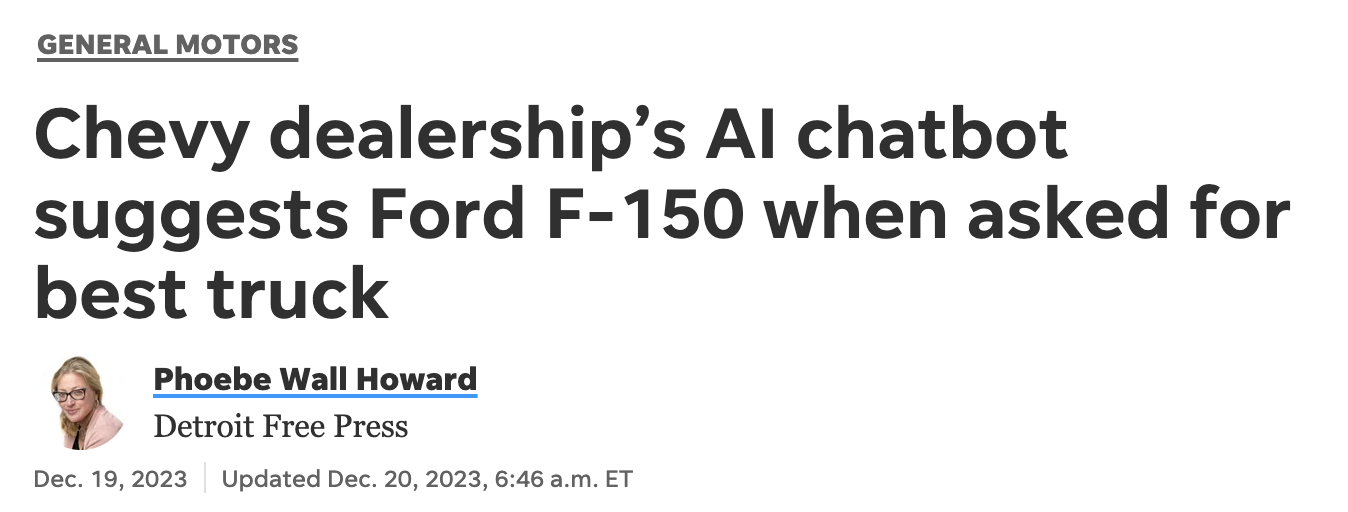 GENERAL MOTORS
Chevy dealership’s AI chatbot
suggests Ford F-150 when asked for
best truck
Phoebe Wall Howard
Detroit Free Press
Dec. 19, 2023 | Updated Dec. 20, 2023, 6:46 a.m. ET